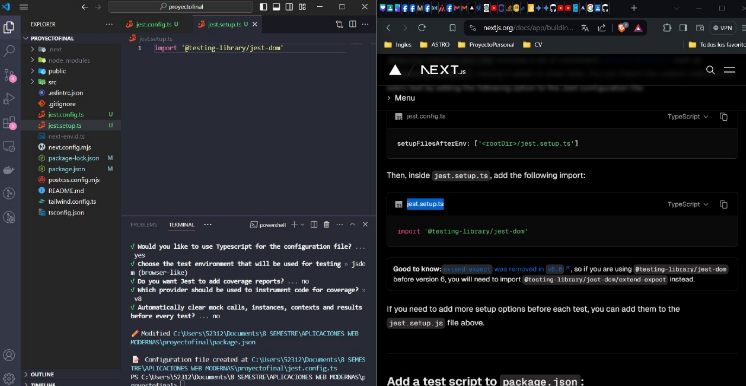 proyectofinal
EXPLORER
PROYECTOFINAL
.next
node_modules
public
src
.eslintrc.json
.gitignore
jest.config.ts U
jest.setup.ts U
next-env.d.ts
next.config.mjs
package-lock.json M
package.json M
postcss.config.mjs
README.md
tailwind.config.ts
tsconfig.json
OUTLINE
TIMELINE
jest.config.ts U
jest.setup.ts U
jest.setup.ts
1 import '@testing-library/jest-dom'
PROBLEMS TERMINAL ... powershell
√ Would you like to use Typescript for the configuration file? ...
yes
√ Choose the test environment that will be used for testing » jsdo
m (browser-like)
√ Do you want Jest to add coverage reports? ... no
√ Which provider should be used to instrument code for coverage? »
v8
√ Automatically clear mock calls, instances, contexts and results
before every test? ... no
Modified C:\Users\52312\Documents\8 SEMESTRE\APLICACIONES WEB
MODERNAS\proyectofinal\package.json
Configuration file created at C:\Users\52312\Documents\8 SEMES
TRE\APLICACIONES WEB MODERNAS\proyectofinal\jest.config.ts
PS C:\Users\52312\Documents\8 SEMESTRE\APLICACIONES WEB MODERNAS\p
royectofinal>
nextjs.org/docs/app/buildin...
VPN
Ingles ASTRO ProyectoPersonal CV Todos los favoritos
NEXT.JS
Menu
jest.config.ts TypeScript
setupFilesAfterEnv: ['<rootDir>/jest.setup.ts']
Then, inside jest.setup.ts, add the following import:
jest.setup.ts TypeScript
import '@testing-library/jest-dom'
Good to know: extend-expect was removed in v6.0, so if you are using @testing-library/jest-dom
before version 6, you will need to import @testing-library/jest-dom/extend-expect instead.
If you need to add more setup options before each test, you can add them to the
jest.setup.js file above.
Add a test script to package.json: